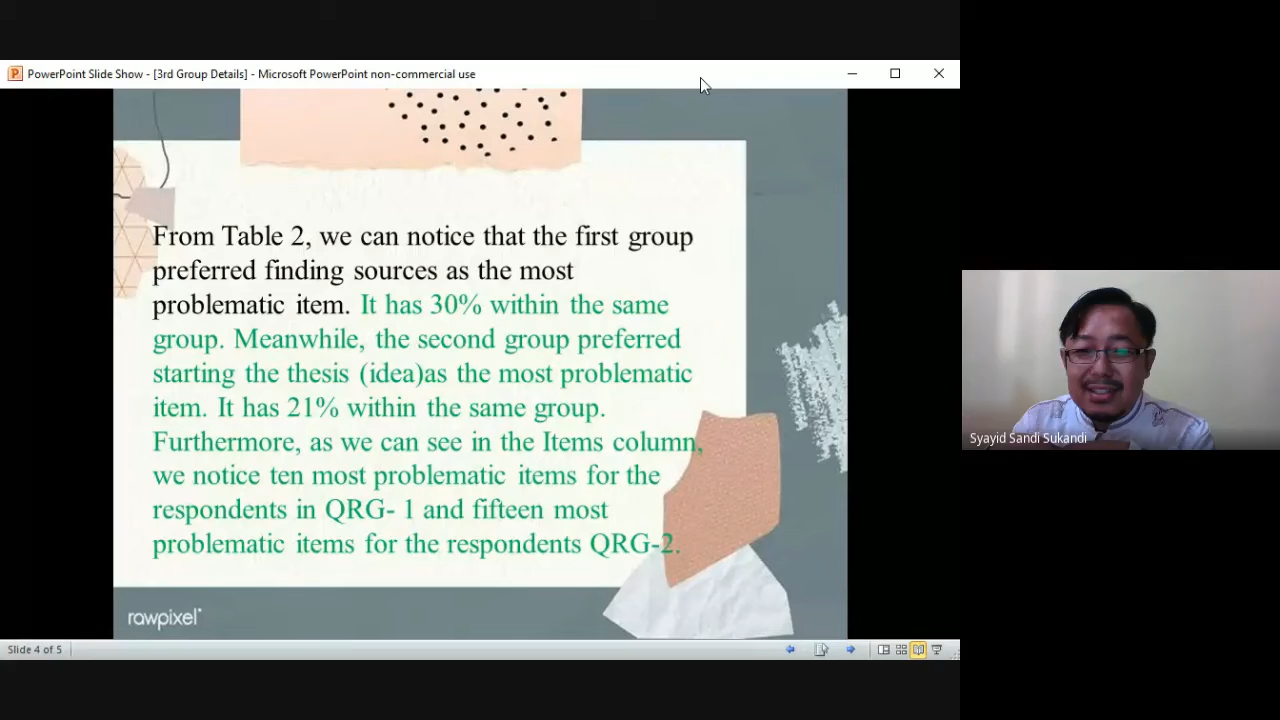 PowerPoint Slide Show - [3rd Group Details] - Microsoft PowerPoint non-commercial use
From Table 2, we can notice that the first group
preferred finding sources as the most
problematic item. It has 30% within the same
group. Meanwhile, the second group preferred
starting the thesis (idea)as the most problematic
item. It has 21% within the same group.
Furthermore, as we can see in the Items column,
we notice ten most problematic items for the
respondents in QRG- 1 and fifteen most
problematic items for the respondents QRG-2.
rawpixel
Slide 4 of 5
Syayid Sandi Sukandi